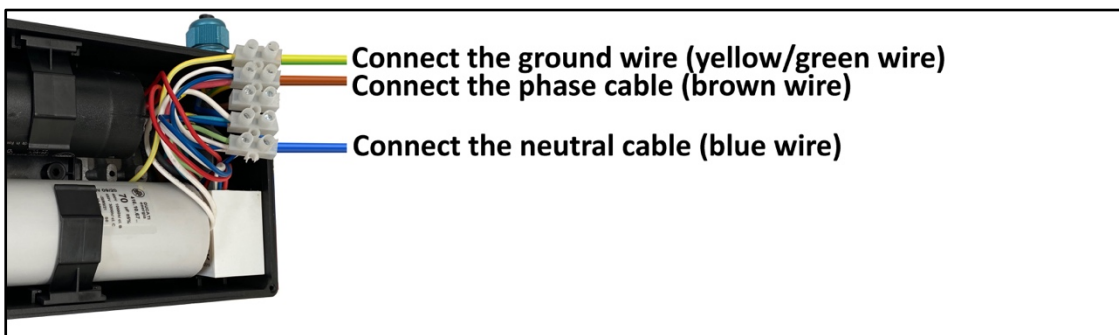 Connect the ground wire (yellow/green wire)
Connect the phase cable (brown wire)
Connect the neutral cable (blue wire)
70